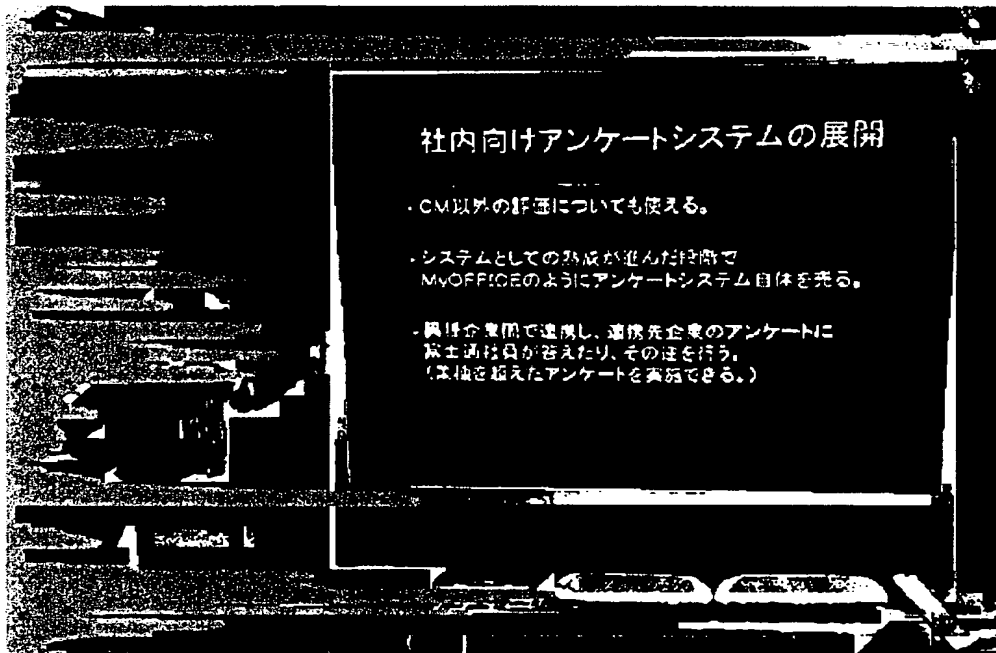 社内向けアンケートシステムの展開
・CM以外の評価についても使える。
・システムとしての熟成が進んだ段階で
MyOFFICEのようにアンケートシステム自体を売る。
・異種企業間で連携し、連携先企業のアンケートに
富士通社員が答えたり、その逆を行う。
(業種を超えたアンケートを実施できる。)